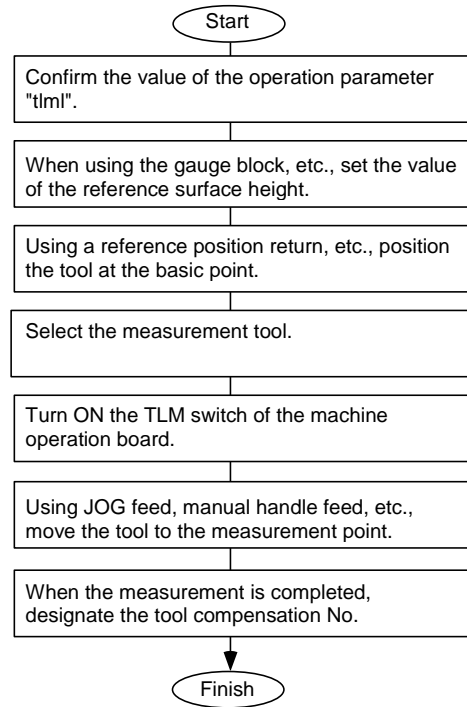 Start
Confirm the value of the operation parameter
"tlml".
When using the gauge block, etc., set the value
of the reference surface height.
Using a reference position return, etc., position
the tool at the basic point.
Select the measurement tool.
Turn ON the TLM switch of the machine
operation board.
Using JOG feed, manual handle feed, etc.,
move the tool to the measurement point.
When the measurement is completed,
designate the tool compensation No.
Finish